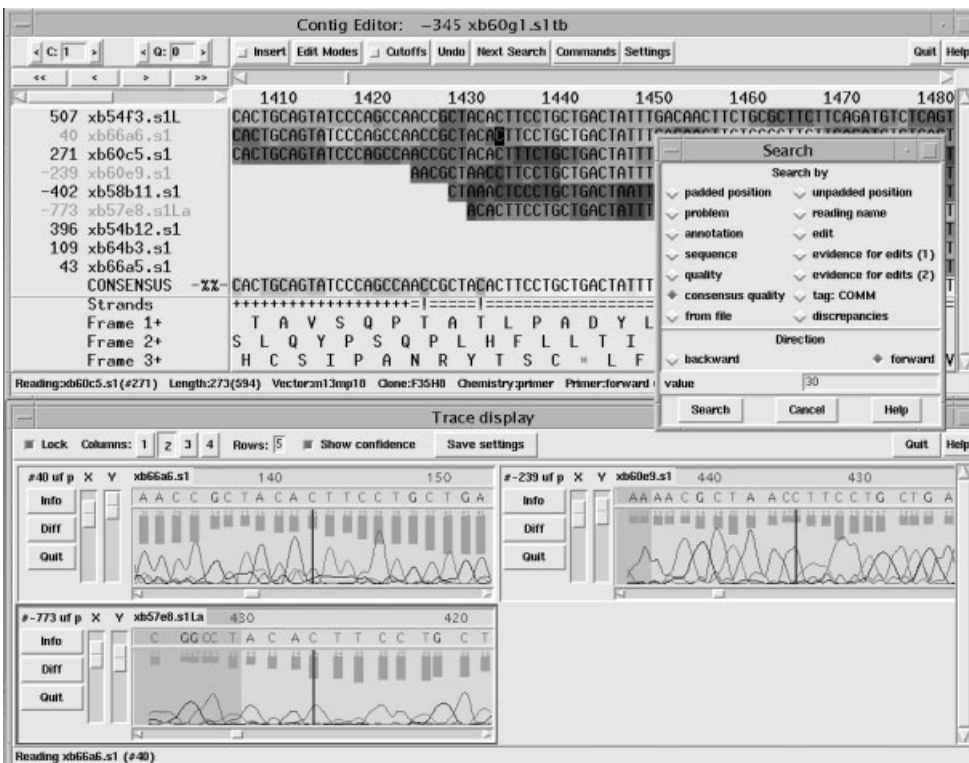 Contig Editor: -345 xb60g1.s1tb
< C: 1 > < Q: 0 > Insert Edit Modes Cutoffs Undo Next Search Commands Settings Quit Help
<< < > >>
1410 1420 1430 1440 1450 1460 1470 1480
507 xb54f3.s1L CACTGCAGTATCCCAGCCAACCGCTACACTTCCTGCTGACTATTTGACAACTTCTGCGCTTCTTCAGATGTCTCAGT
40 xb66a6.s1 CACTGCAGTATCCCAGCCAACCGCTACACTTCCTGCTGACTATTT
271 xb60c5.s1 CACTGCAGTATCCCAGCCAACCGCTACACTTTCTGCTGACTATTT
-239 xb60e9.s1 AACGCTAACCTTCCTGCTGACTATTT
-402 xb58b11.s1 CTAAACTCCCTGCTGACTAATT
-773 xb57e8.s1La ACACTTCCTGCTGACTATTT
396 xb54b12.s1
109 xb64b3.s1
43 xb66a5.s1
CONSENSUS -%%- CACTGCAGTATCCCAGCCAACCGCTACACTTCCTGCTGACTATTT
Strands
Frame 1+ T A V S Q P T A T L P A D Y L
Frame 2+ S L Q Y P S Q P L H F L L T I
Frame 3+ H C S I P A N R Y T S C * L F V
Reading:xb60c5.s1(#271) Length:273(594) Vector:m13mp18 Clone:F35H8 Chemistry:primer Primer:forward
Search
Search by
padded position unpadded position
problem reading name
annotation edit
sequence evidence for edits (1)
quality evidence for edits (2)
consensus quality tag: COMM
from file discrepancies
Direction
backward forward
value 30
Search Cancel Help
Trace display
Lock Columns: 1 2 3 4 Rows: 5 Show confidence Save settings Quit Help
#40 uf p X Y xb66a6.s1 140 150
Info
Diff
Quit
A A C C G C T A C A C T T C C T G C T G A
#-239 uf p X Y xb60e9.s1 440 430
Info
Diff
Quit
A A A A C G C T A A C C T T C C T G C T G A
#-773 uf p X Y xb57e8.s1La 430 420
Info
Diff
Quit
C G G C C T A C A C T T C C T G C T
Reading xb66a6.s1 (#40)